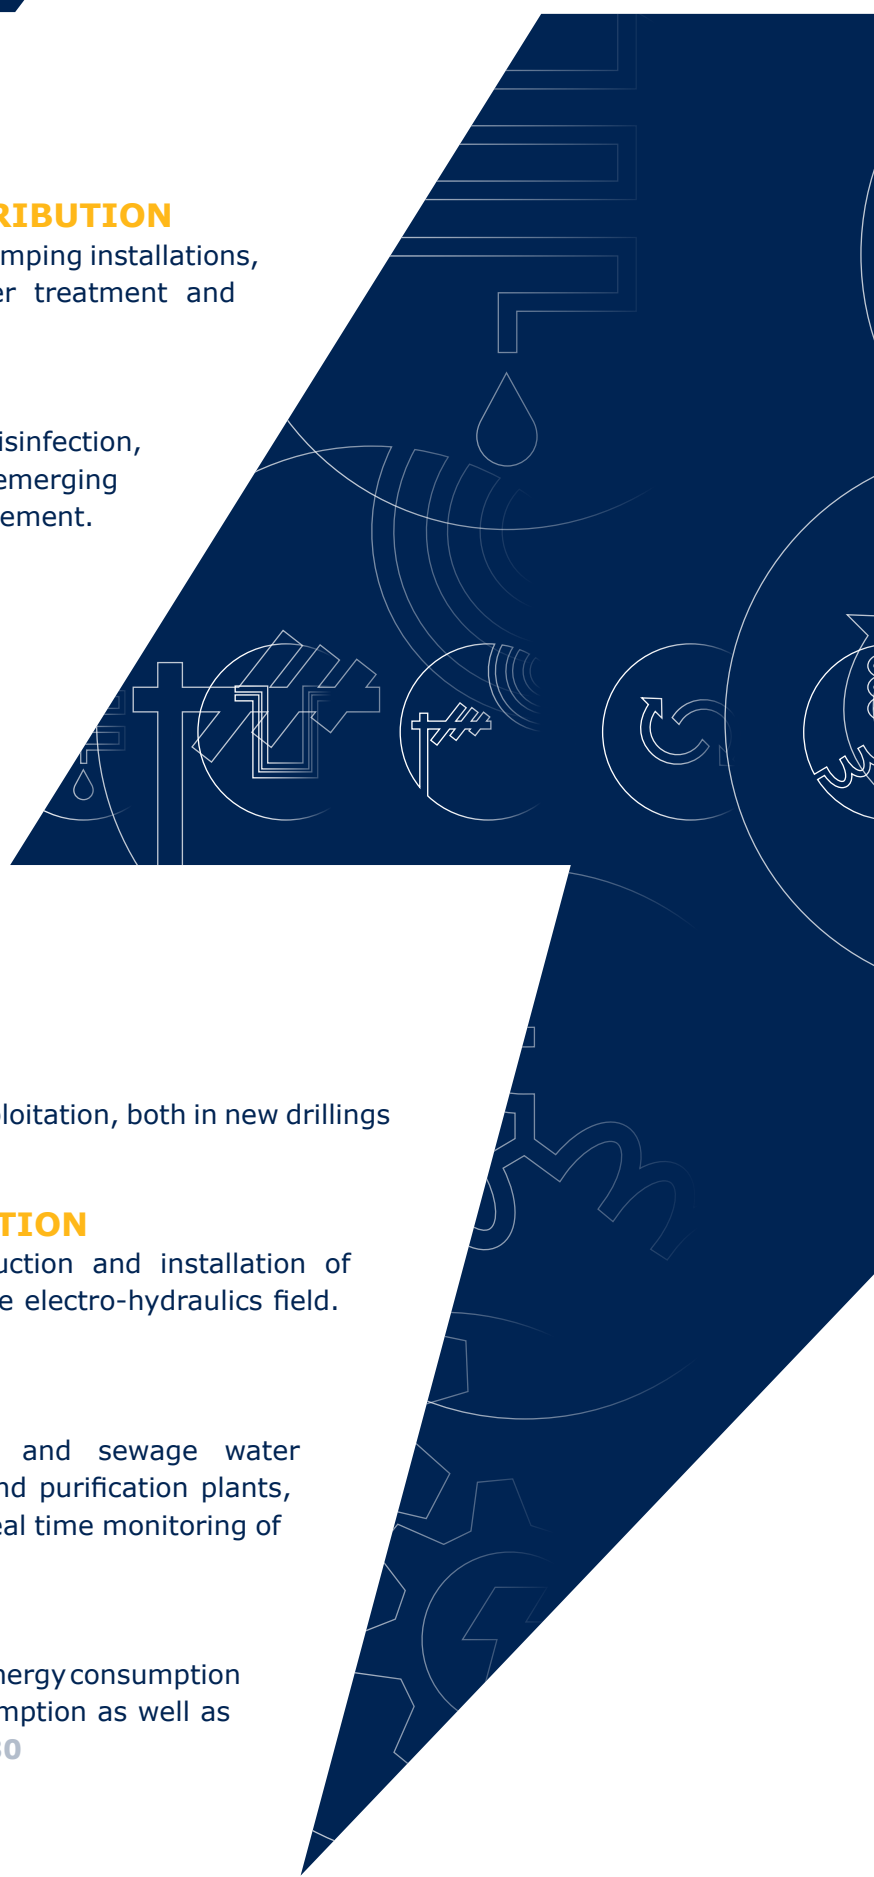 RIBUTION
mping installations,
er treatment and
isinfection,
emerging
ement.
loitation, both in new drillings
TION
uction and installation of
e electro-hydraulics field.
and sewage water
nd purification plants,
eal time monitoring of
nergy consumption
mption as well as
30